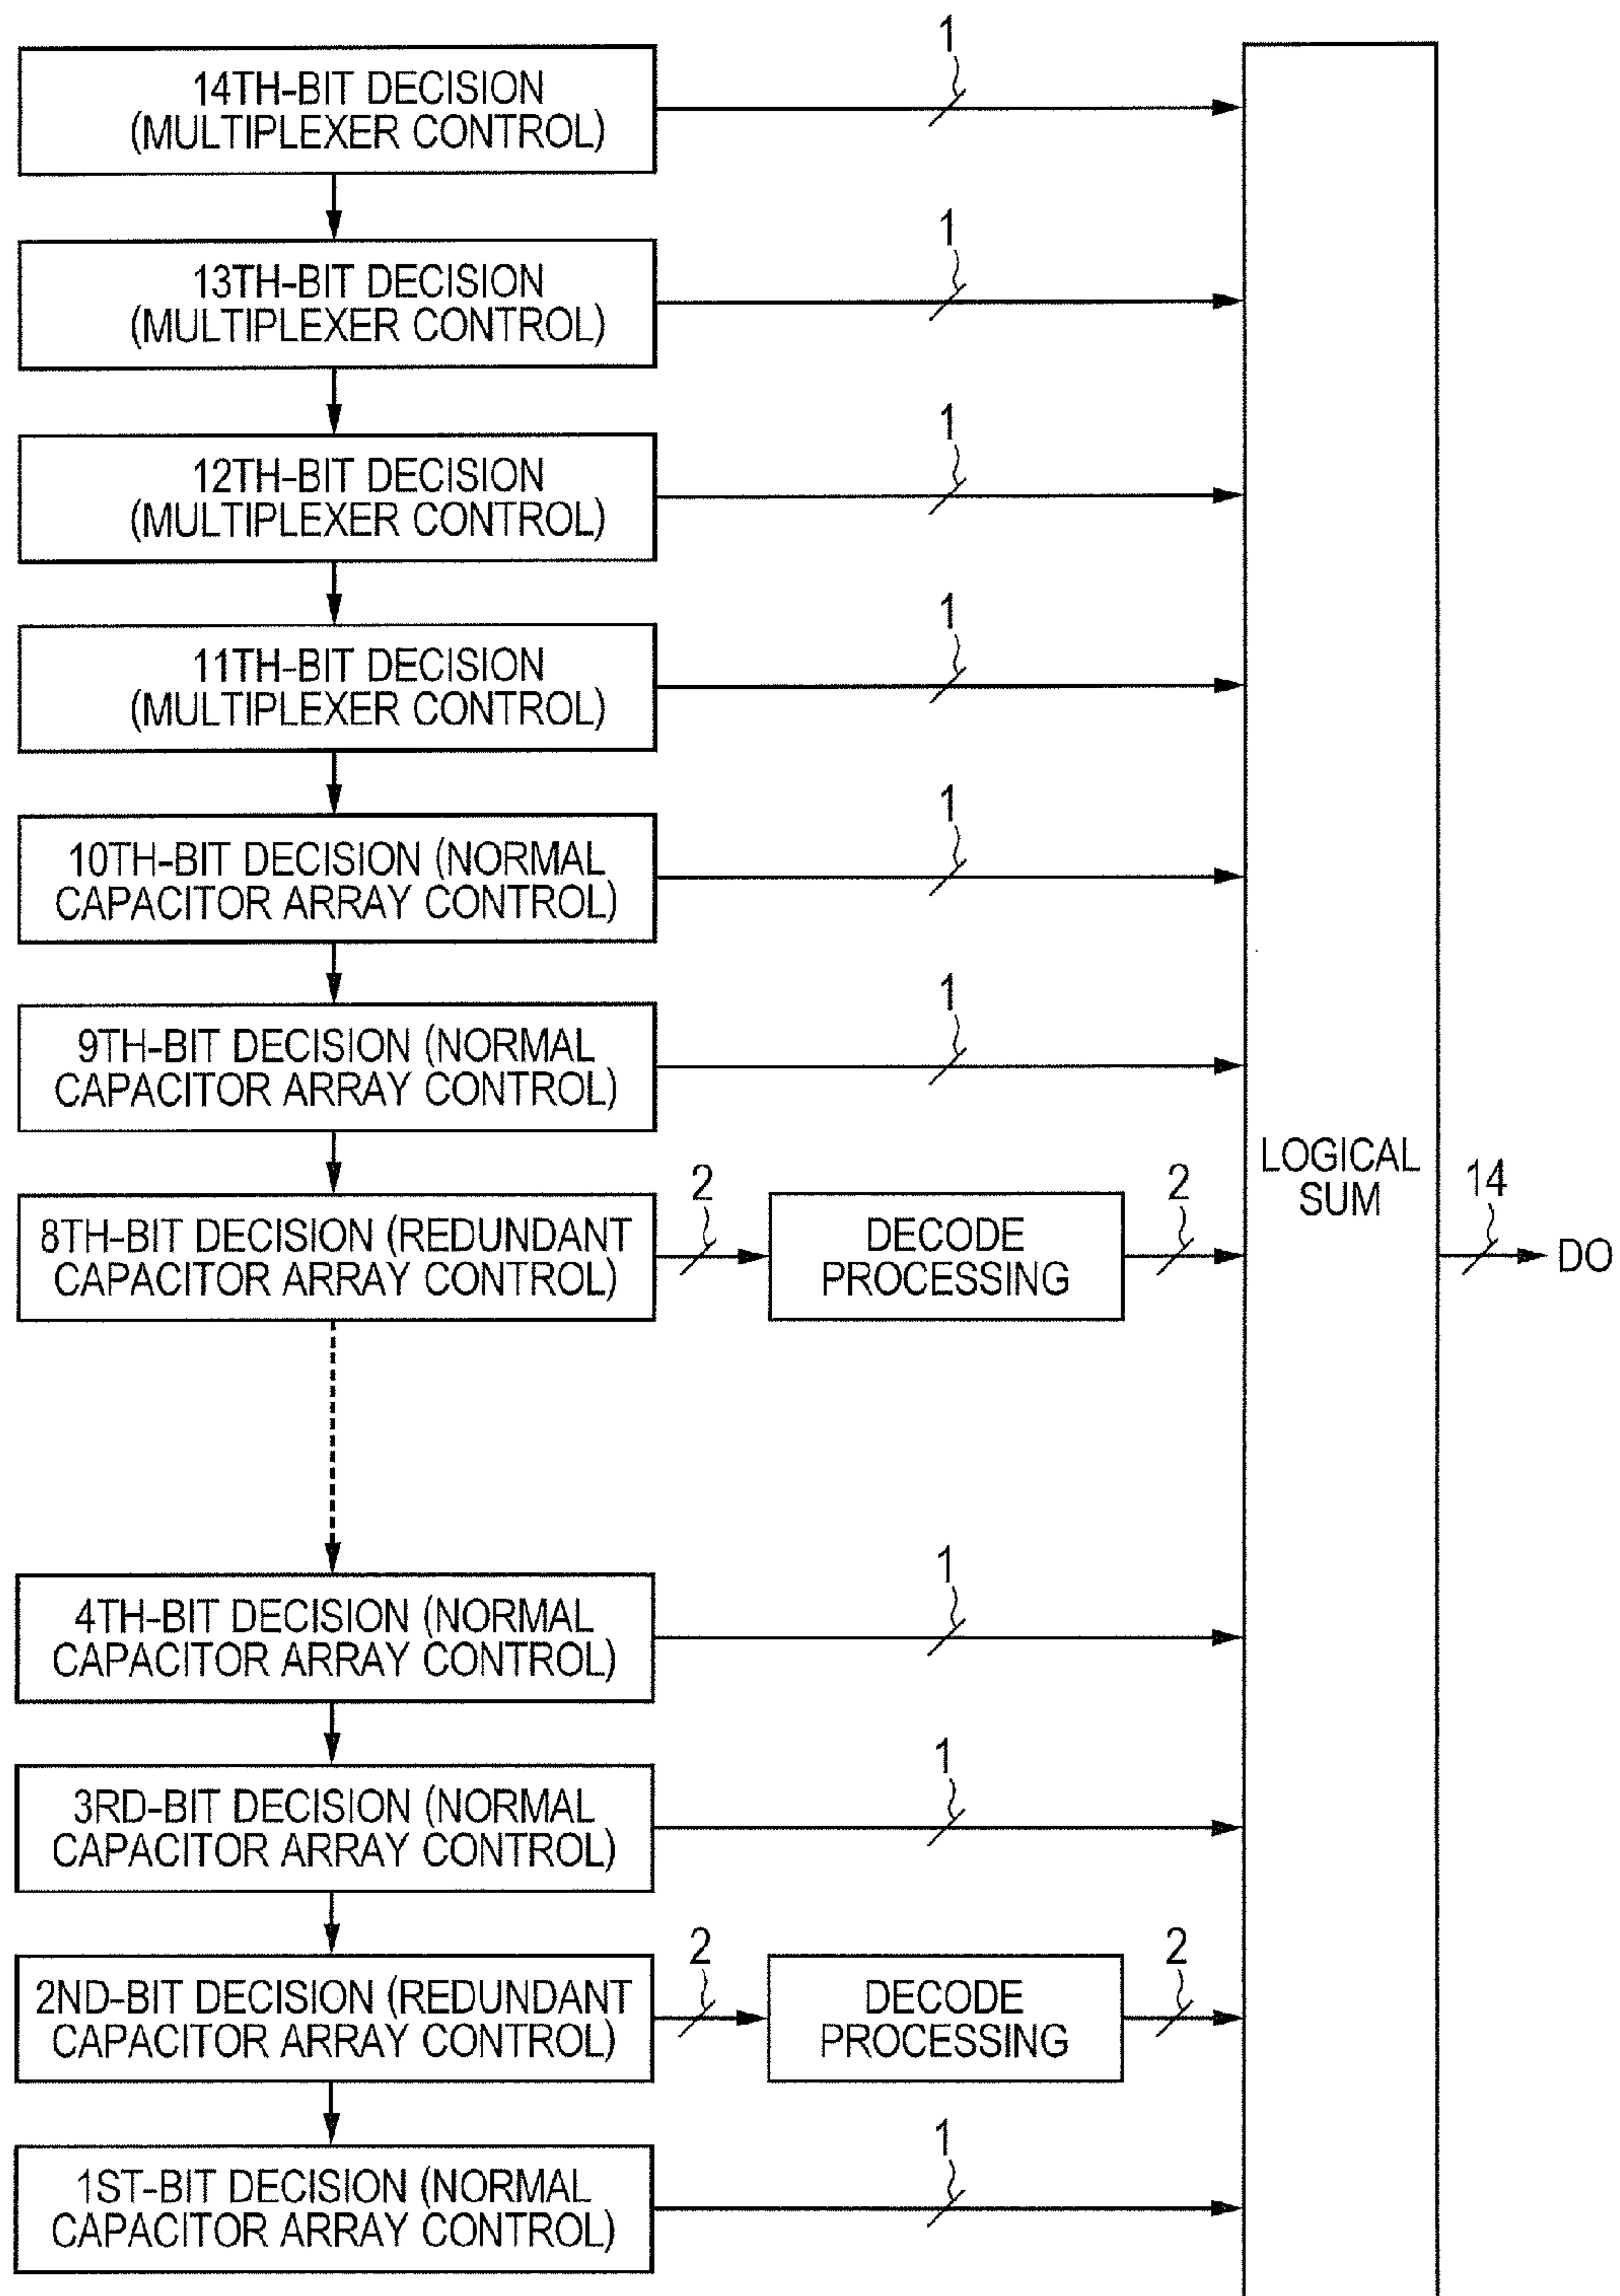 1
14TH-BIT DECISION
(MULTIPLEXER CONTROL)
1
13TH-BIT DECISION
(MULTIPLEXER CONTROL)
1
12TH-BIT DECISION
(MULTIPLEXER CONTROL)
1
11TH-BIT DECISION
(MULTIPLEXER CONTROL)
1
10TH-BIT DECISION (NORMAL
CAPACITOR ARRAY CONTROL)
1
9TH-BIT DECISION (NORMAL
CAPACITOR ARRAY CONTROL)
2
2
LOGICAL
SUM
14
8TH-BIT DECISION (REDUNDANT
CAPACITOR ARRAY CONTROL)
DECODE
PROCESSING
DO
1
4TH-BIT DECISION (NORMAL
CAPACITOR ARRAY CONTROL)
1
3RD-BIT DECISION (NORMAL
CAPACITOR ARRAY CONTROL)
2
2
2ND-BIT DECISION (REDUNDANT
CAPACITOR ARRAY CONTROL)
DECODE
PROCESSING
1
1ST-BIT DECISION (NORMAL
CAPACITOR ARRAY CONTROL)